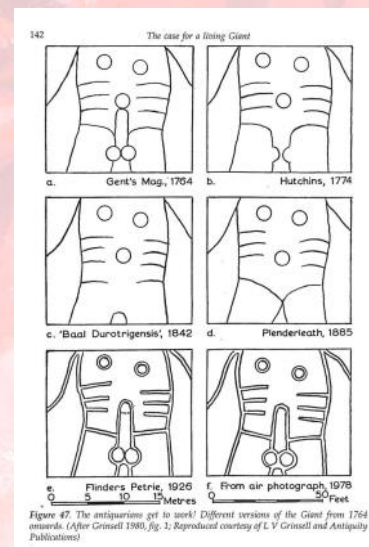 142
The case for a living Giant
a. Gent's Mag., 1764
b. Hutchins, 1774
c. 'Baal Durotrigensis', 1842
d. Plenderleath, 1885
e. Flinders Petrie, 1926
f. From air photograph, 1978
0 5 10 15 Metres
0 50 Feet
Figure 47. The antiquarians get to work! Different versions of the Giant from 1764
onwards. (After Grinsell 1980, fig. 1; Reproduced courtesy of L V Grinsell and Antiquity
Publications)